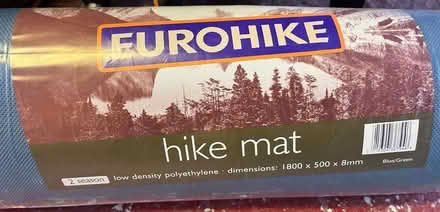 EUROHIKE
hike mat
2 season low density polyethylene : dimensions: 1800 x 500 x 8mm
Blue/Green